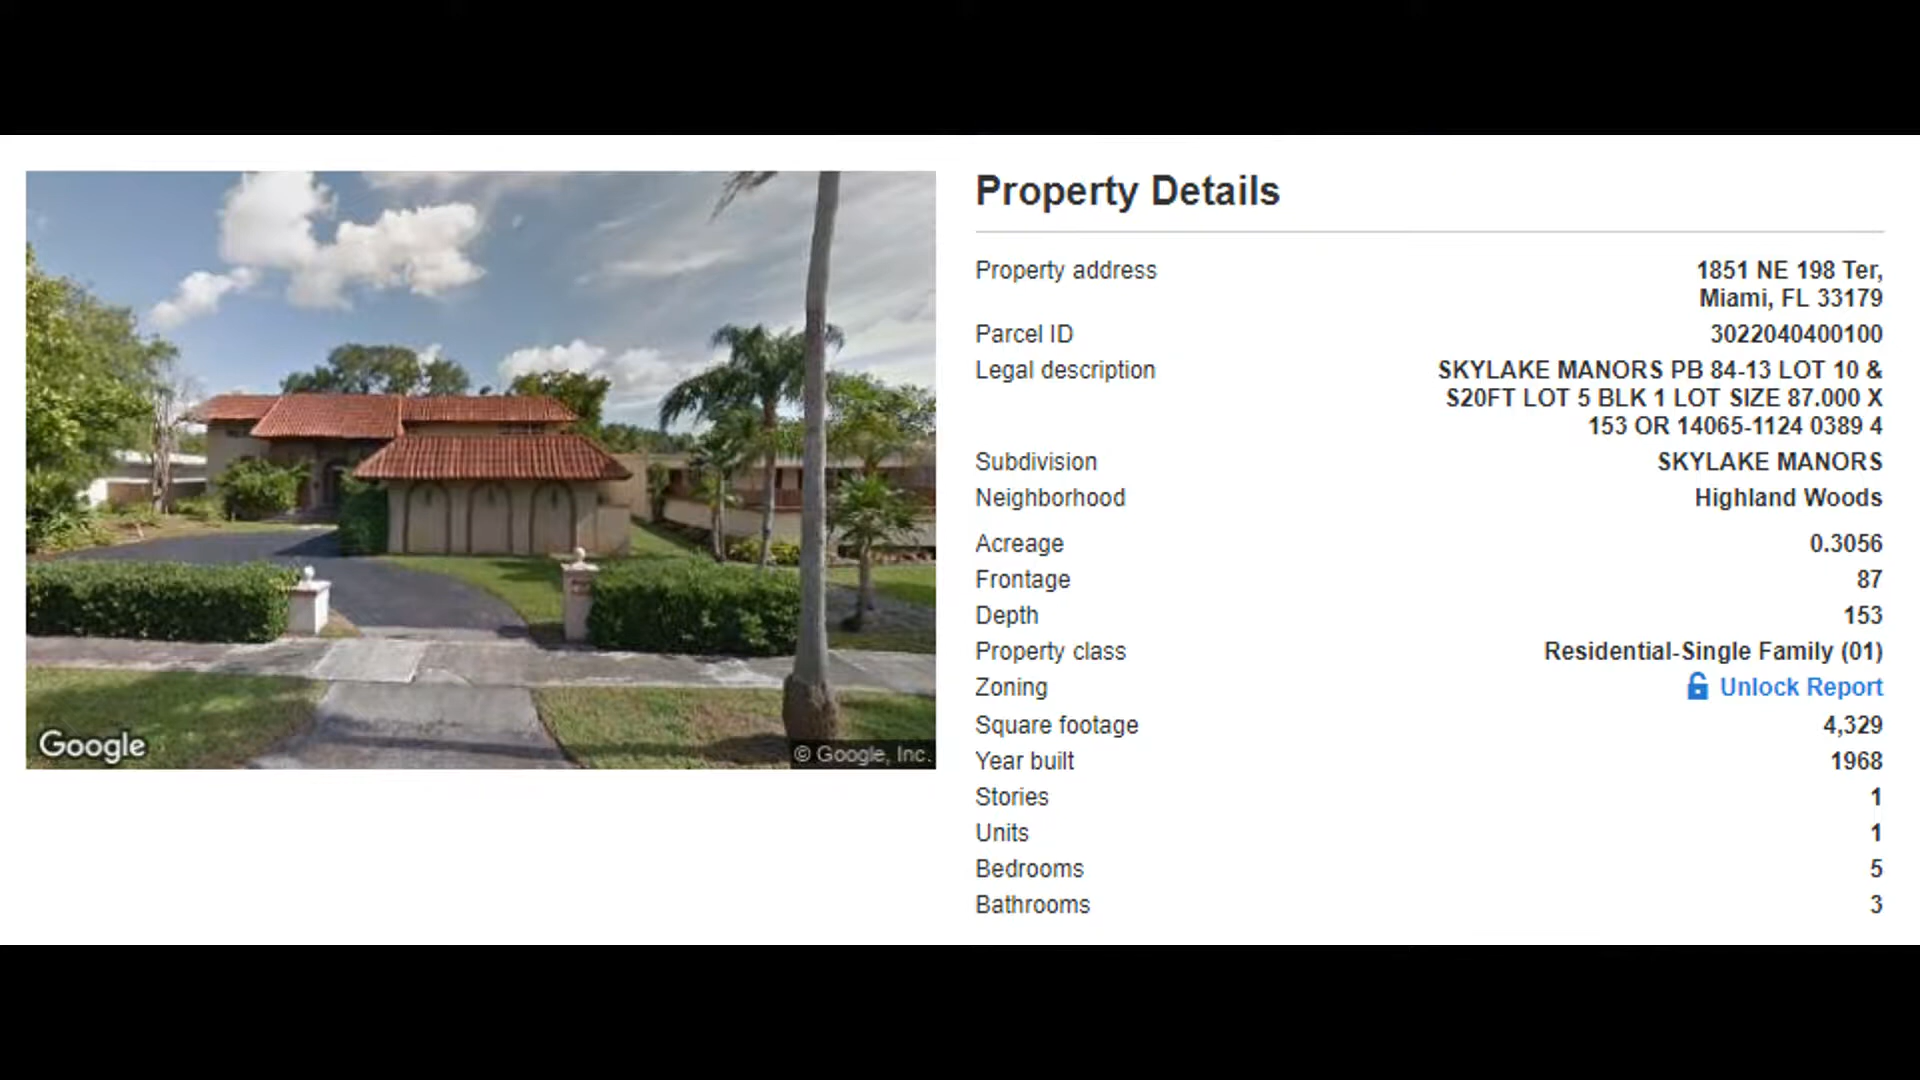 Property Details
Property address 1851 NE 198 Ter,
Miami, FL 33179
Parcel ID 3022040400100
Legal description SKYLAKE MANORS PB 84-13 LOT 10 &
S20FT LOT 5 BLK 1 LOT SIZE 87.000 X
153 OR 14065-1124 0389 4
Subdivision SKYLAKE MANORS
Neighborhood Highland Woods
Acreage 0.3056
Frontage 87
Depth 153
Property class Residential-Single Family (01)
Zoning Unlock Report
Square footage 4,329
Year built 1968
Stories 1
Units 1
Bedrooms 5
Bathrooms 3
Google
© Google, Inc.